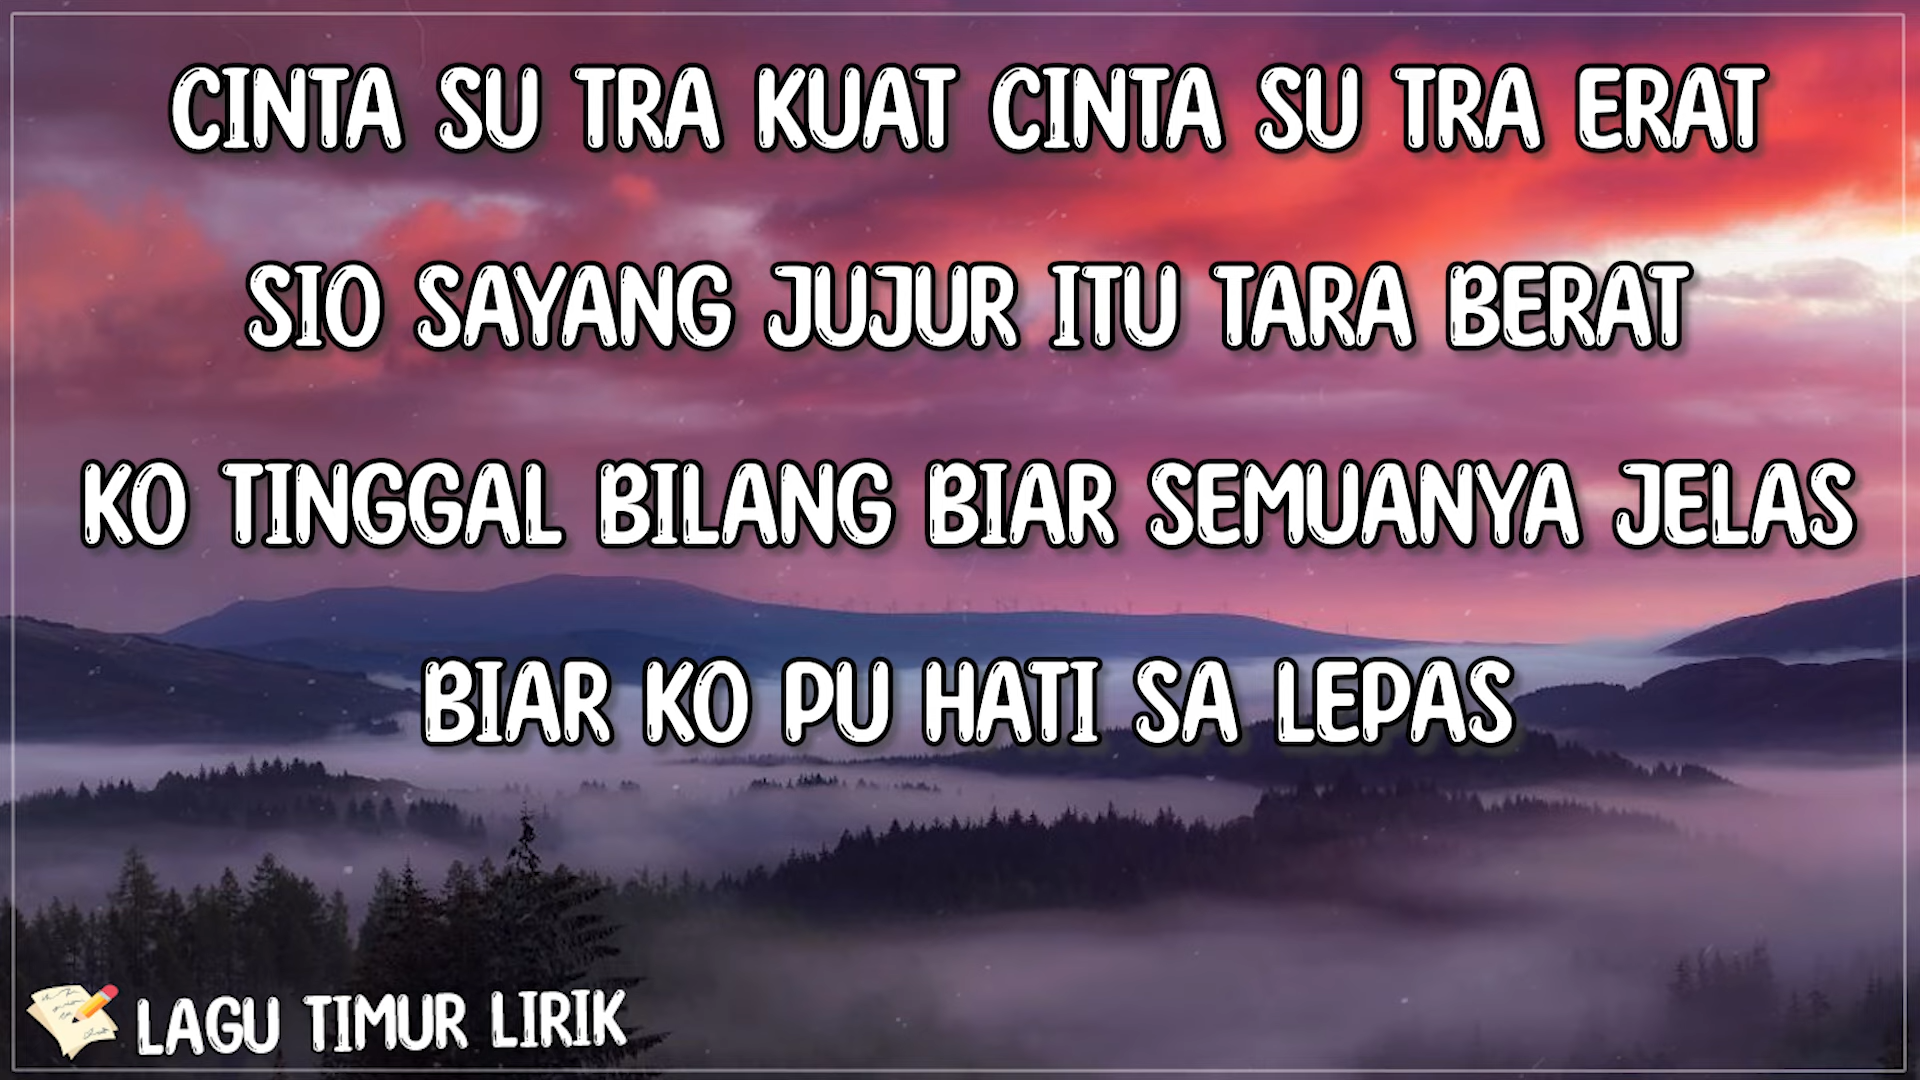 CINTA SU TRA KUAT CINTA SU TRA ERAT
SIO SAYANG JUJUR ITU TARA BERAT
KO TINGGAL BILANG BIAR SEMUANYA JELAS
BIAR KO PU HATI SA LEPAS
LAGU TIMUR LIRIK